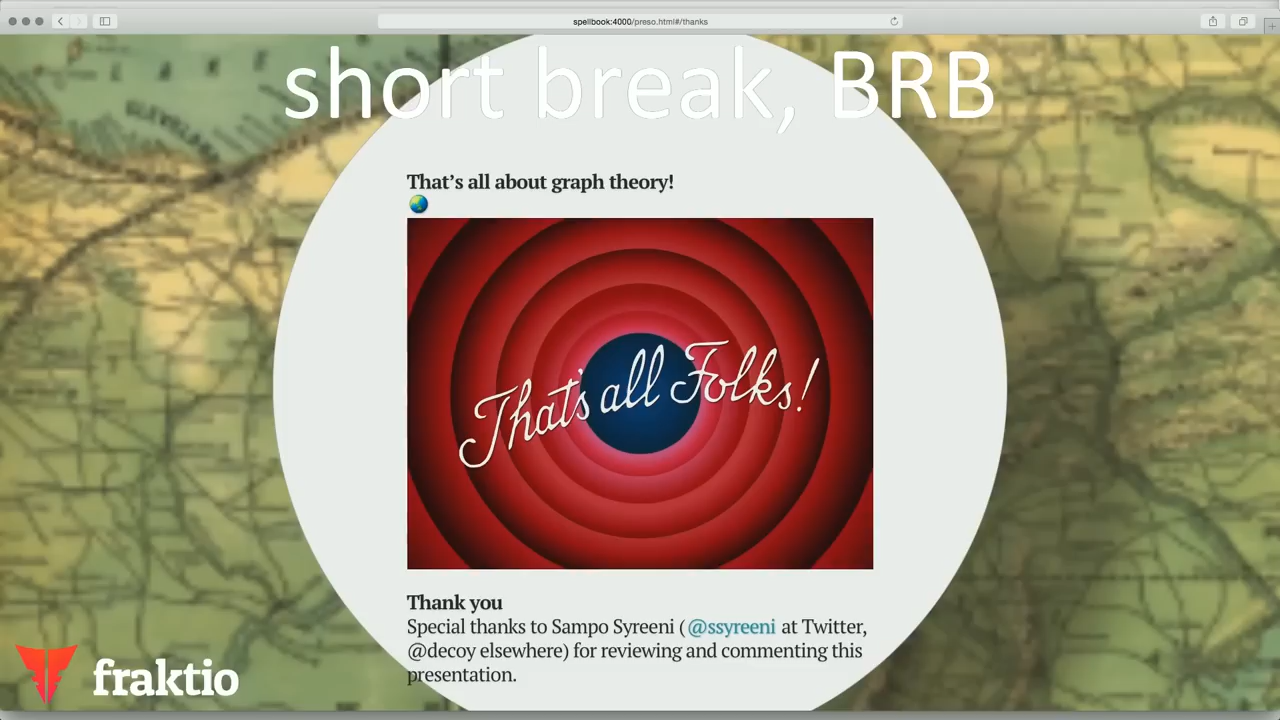 spellbook:4000/preso.html#/thanks
short break, BRB
CLEVELA
That's all about graph theory!
That's all Folks!
Thank you
Special thanks to Sampo Syreeni (@ssyreeni at Twitter,
@decoy elsewhere) for reviewing and commenting this
presentation.
fraktio